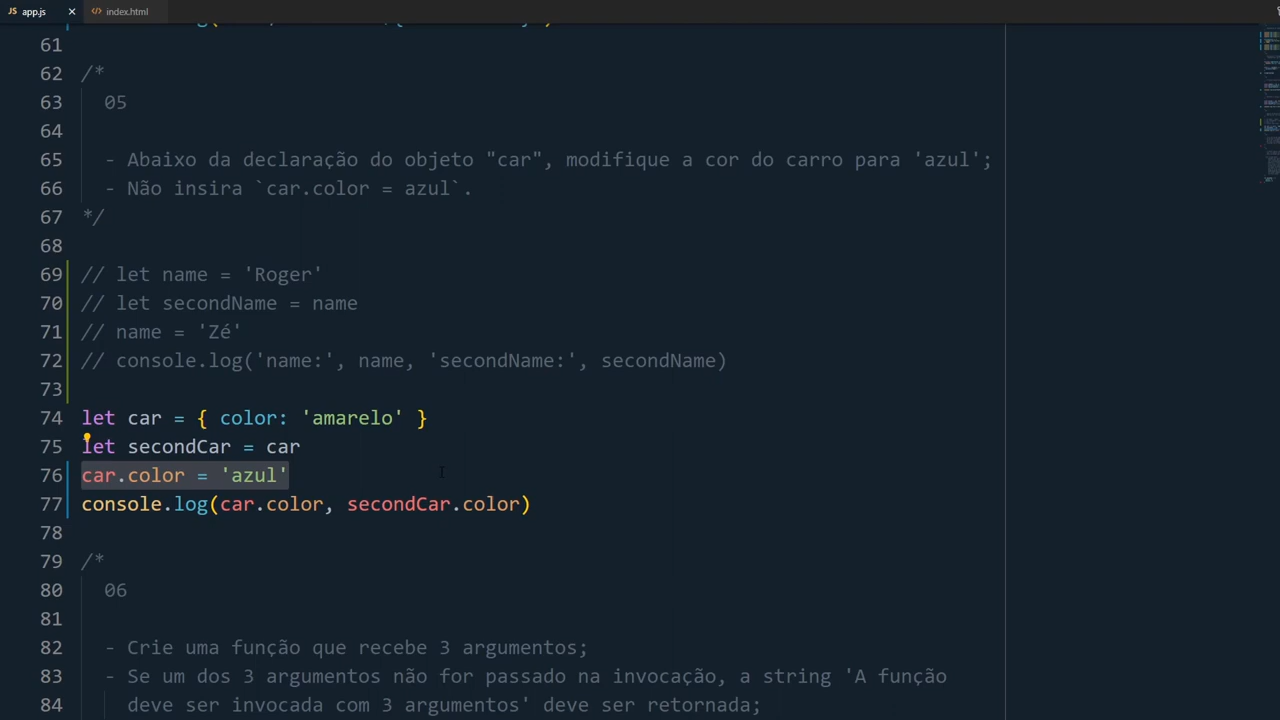 JS app.js × <> index.html
61
62 /*
63 05
64
65 - Abaixo da declaração do objeto "car", modifique a cor do carro para 'azul';
66 - Não insira `car.color = azul`.
67 */
68
69 // let name = 'Roger'
70 // let secondName = name
71 // name = 'Zé'
72 // console.log('name:', name, 'secondName:', secondName)
73
74 let car = { color: 'amarelo' }
75 let secondCar = car
76 car.color = 'azul'
77 console.log(car.color, secondCar.color)
78
79 /*
80 06
81
82 - Crie uma função que recebe 3 argumentos;
83 - Se um dos 3 argumentos não for passado na invocação, a string 'A função
84 deve ser invocada com 3 argumentos' deve ser retornada;